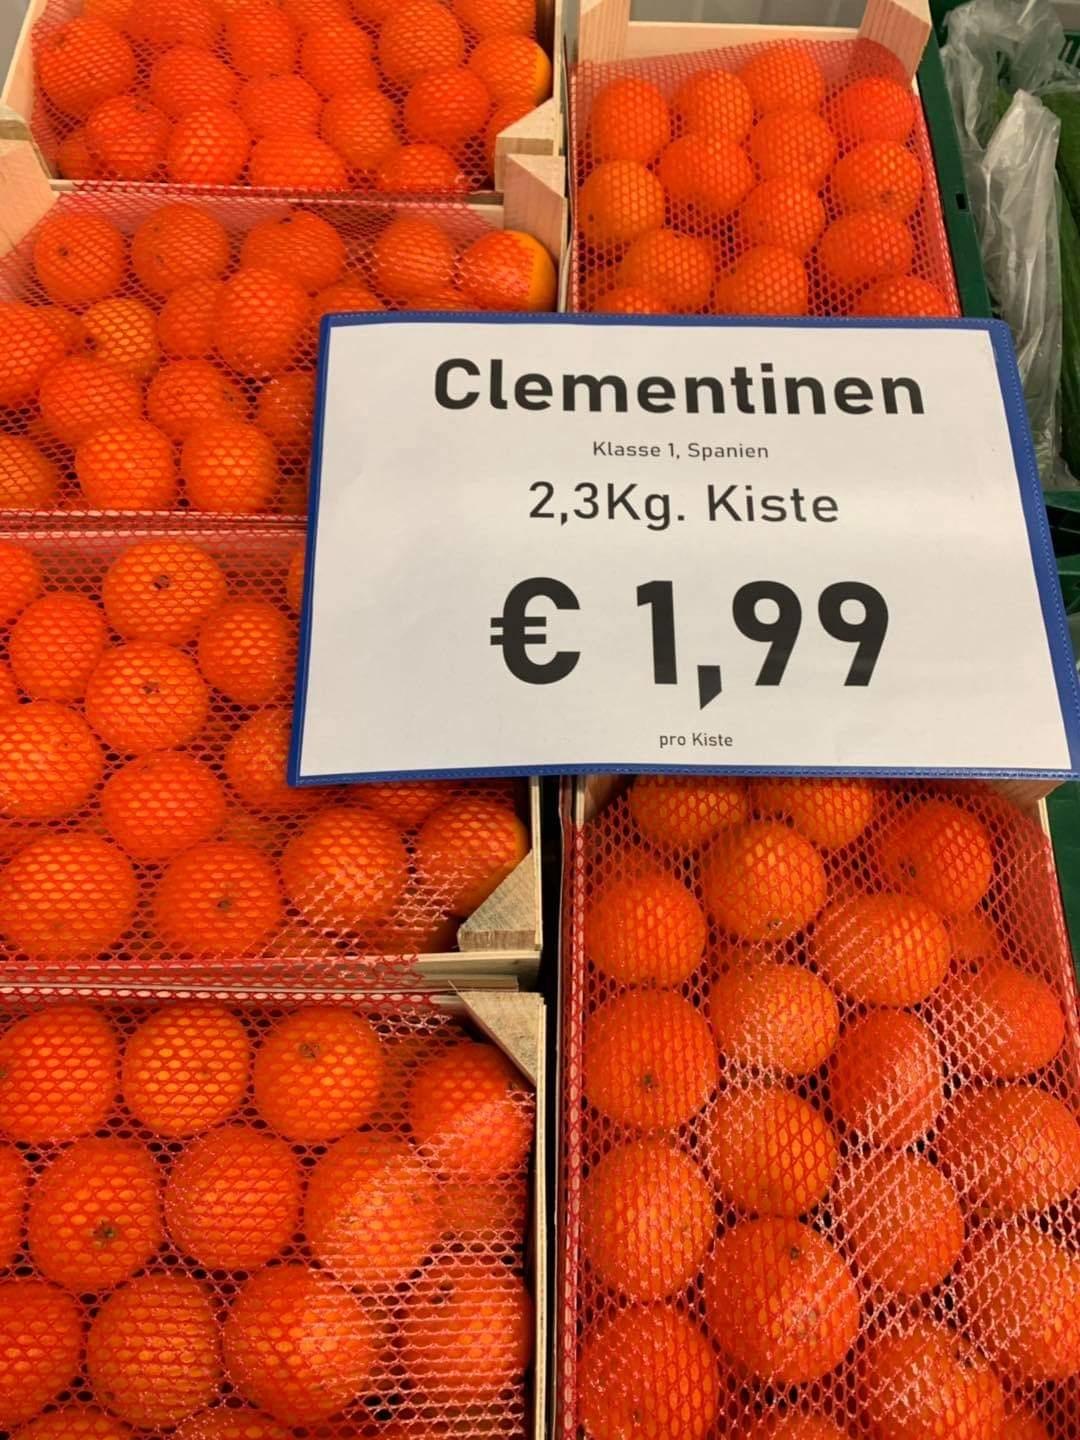 Clementinen
Klasse 1, Spanien
2,3Kg. Kiste
€ 1,99
pro Kiste